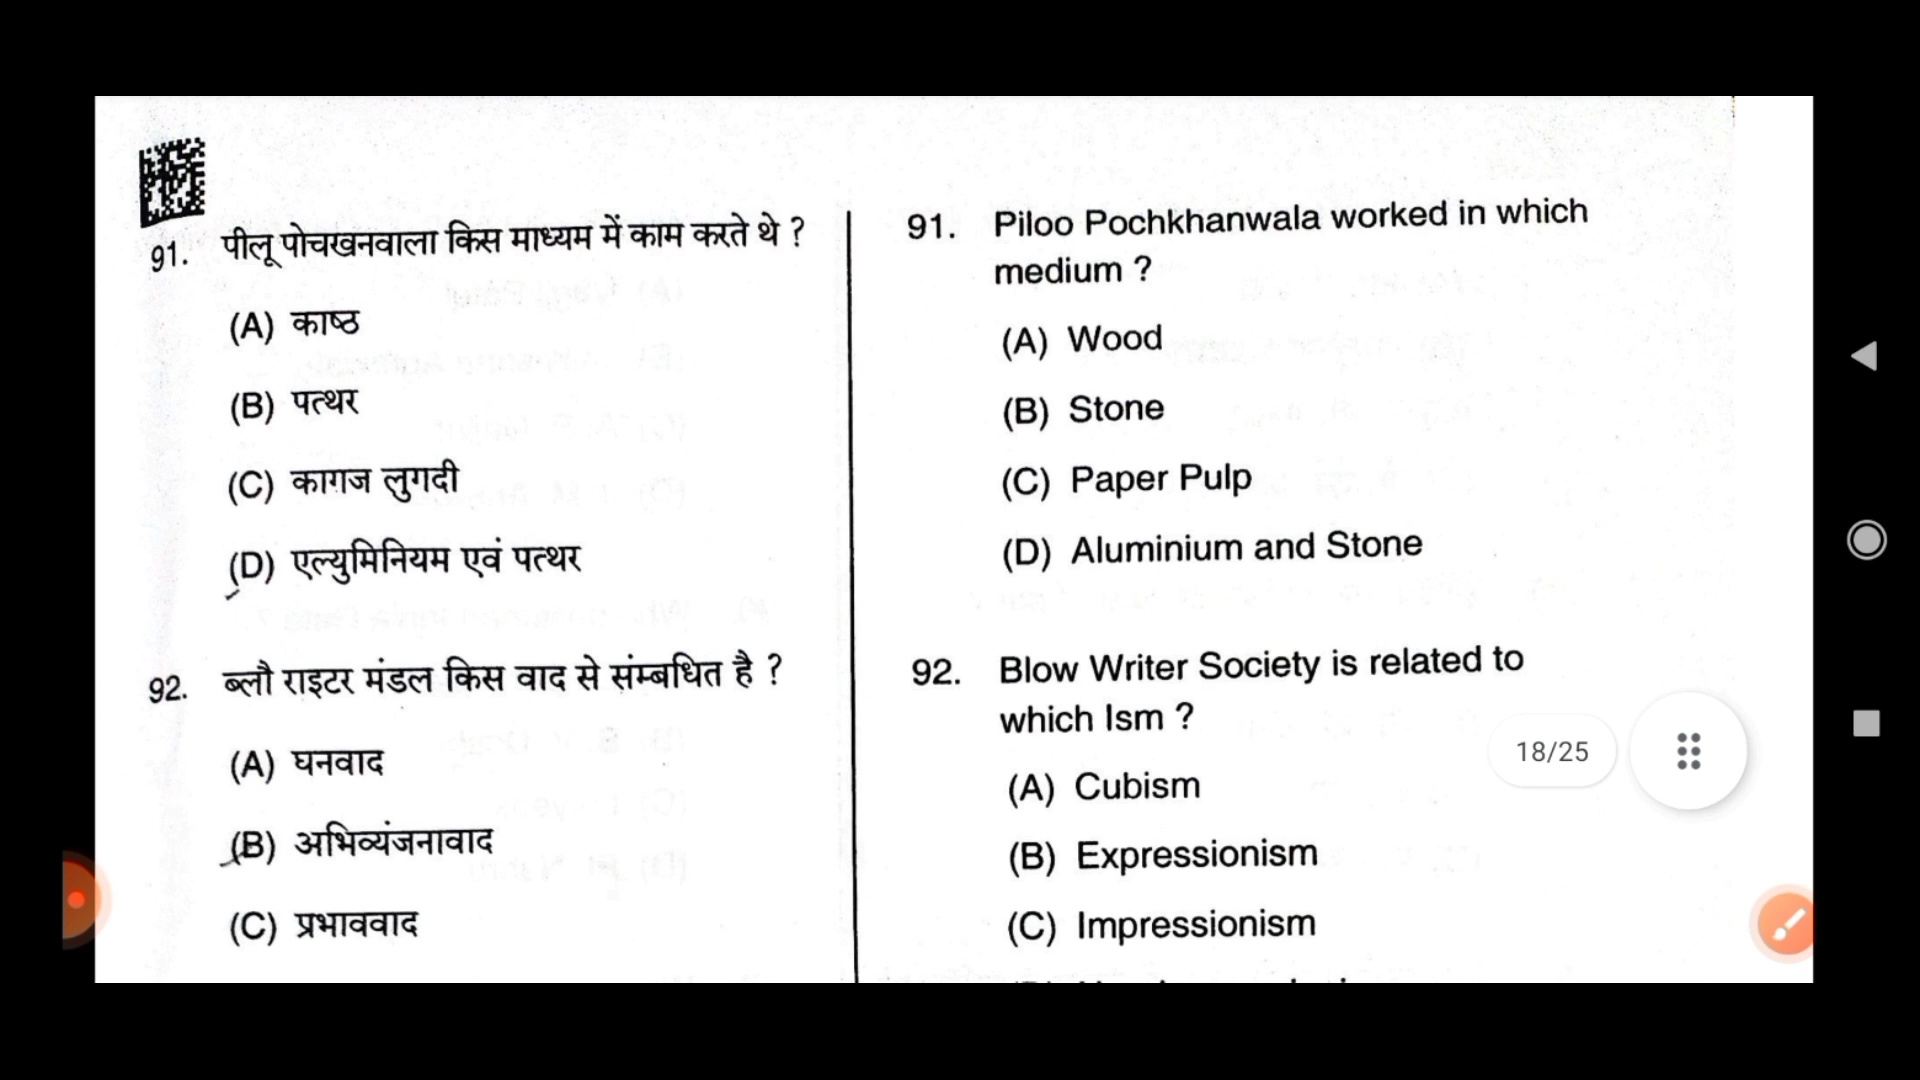 91. पीलू पोचखनवाला किस माध्यम में काम करते थे ?
(A) काष्ठ
(B) पत्थर
(C) कागज लुगदी
(D) एल्युमिनियम एवं पत्थर
92. ब्लौ राइटर मंडल किस वाद से संम्बधित है ?
(A) घनवाद
(B) अभिव्यंजनावाद
(C) प्रभाववाद
91. Piloo Pochkhanwala worked in which
medium ?
(A) Wood
(B) Stone
(C) Paper Pulp
(D) Aluminium and Stone
92. Blow Writer Society is related to
which Ism ?
(A) Cubism
(B) Expressionism
(C) Impressionism
18/25